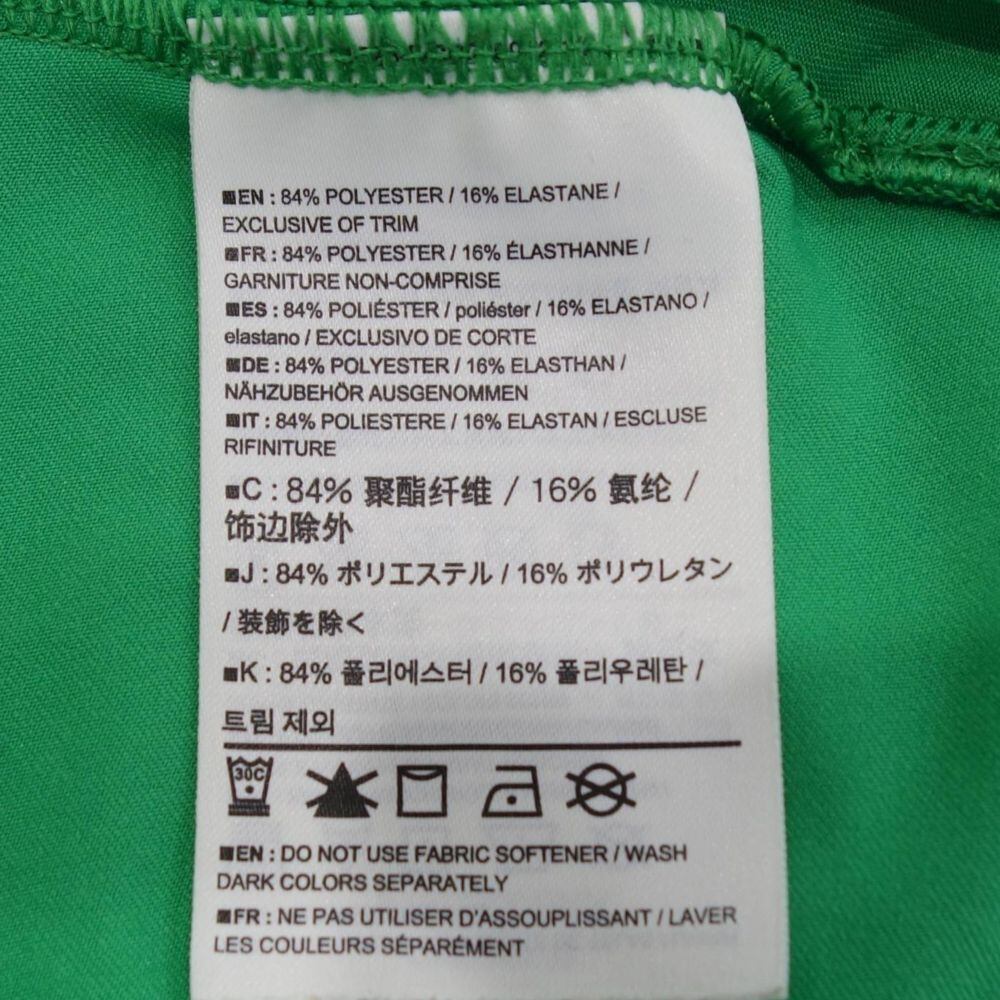 EN : 84% POLYESTER / 16% ELASTANE /
EXCLUSIVE OF TRIM
FR : 84% POLYESTER / 16% ÉLASTHANNE /
GARNITURE NON-COMPRISE
ES : 84% POLIÉSTER / poliéster / 16% ELASTANO /
elastano / EXCLUSIVO DE CORTE
DE : 84% POLYESTER / 16% ELASTHAN /
NÄHZUBEHÖR AUSGENOMMEN
IT : 84% POLIESTERE / 16% ELASTAN / ESCLUSE
RIFINITURE
C : 84% 聚酯纤维 / 16% 氨纶 /
饰边除外
J : 84% ポリエステル / 16% ポリウレタン
/ 装飾を除く
K : 84% 폴리에스터 / 16% 폴리우레탄 /
트림 제외
30C
EN : DO NOT USE FABRIC SOFTENER / WASH
DARK COLORS SEPARATELY
FR : NE PAS UTILISER D'ASSOUPLISSANT / LAVER
LES COULEURS SÉPARÉMENT